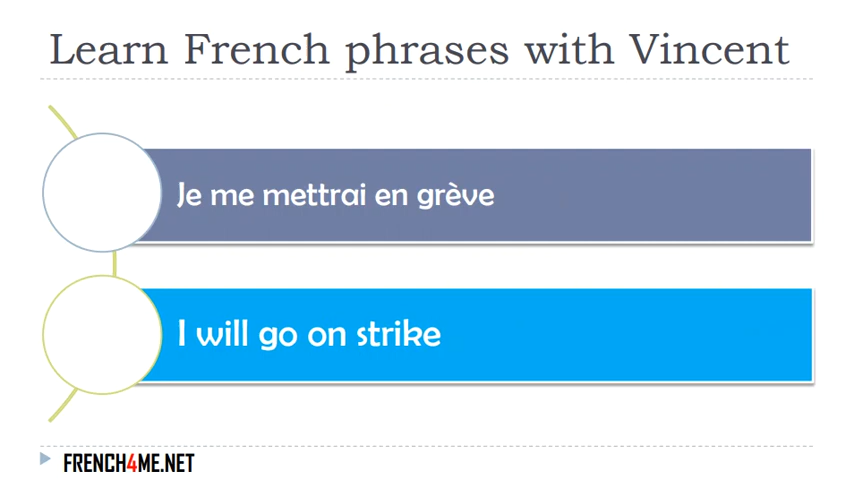 Learn French phrases with Vincent
Je me mettrai en grève
I will go on strike
FRENCH4ME.NET